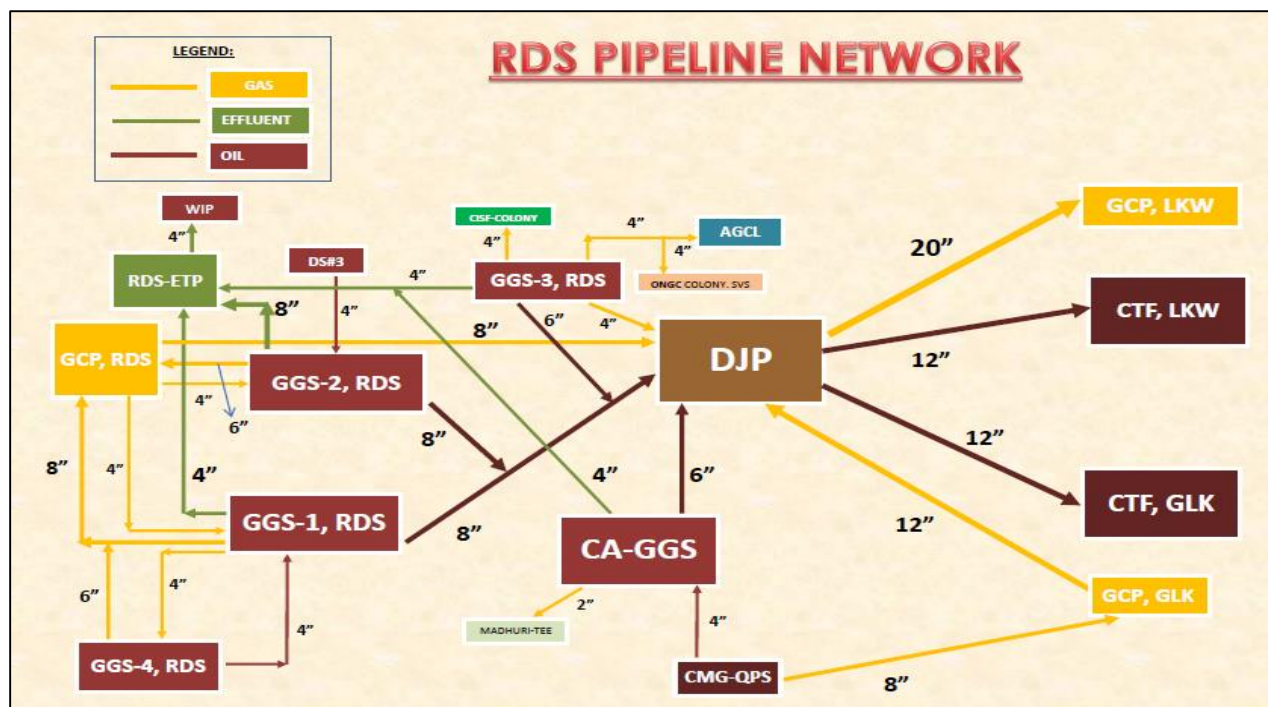 RDS PIPELINE NETWORK
LEGEND:
GAS
EFFLUENT
OIL
WIP
4”
RDS-ETP
DS#3
4”
8”
4”
CISF-COLONY
4”
4”
AGCL
4”
ONGC COLONY. SVS
GGS-3, RDS
6”
4”
20”
GCP, LKW
CTF, LKW
12”
GCP, RDS
8”
DJP
GGS-2, RDS
4”
6”
8”
8”
4”
4”
4”
6”
12”
CTF, GLK
GGS-1, RDS
8”
CA-GGS
12”
6”
4”
4”
2”
4”
GCP, GLK
MADHURI-TEE
GGS-4, RDS
CMG-QPS
8”